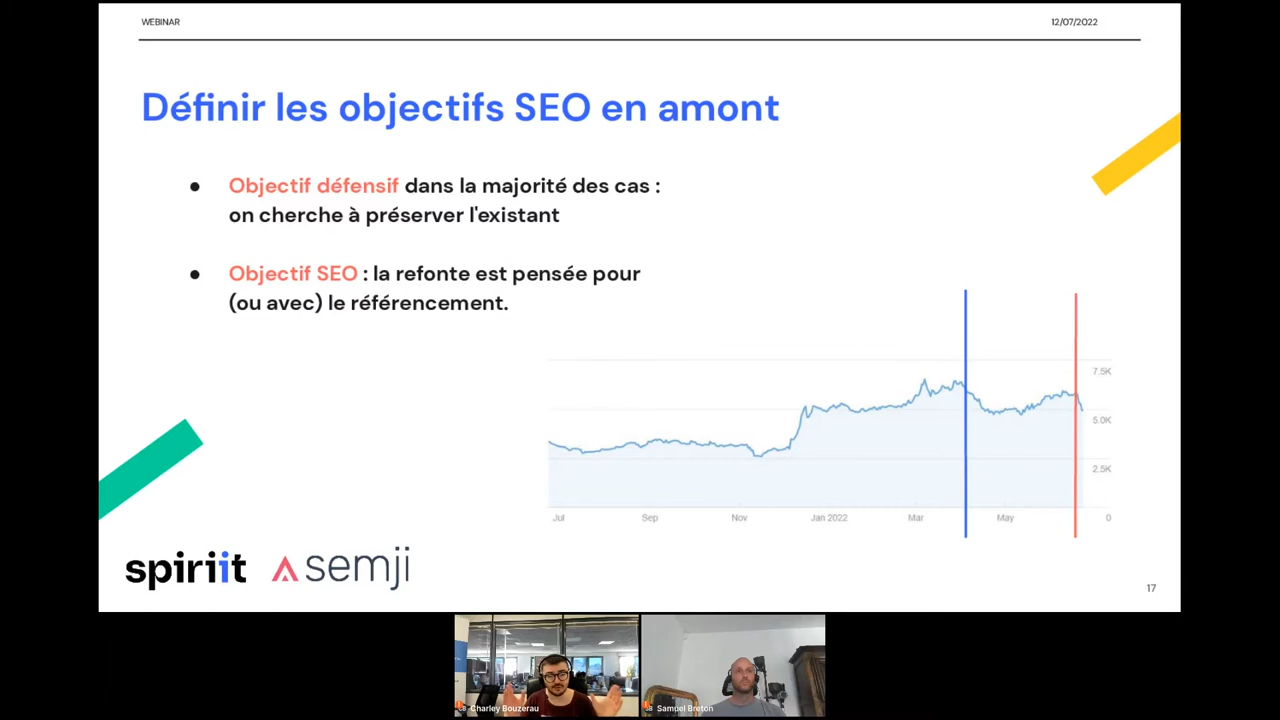 WEBINAR
12/07/2022
Définir les objectifs SEO en amont
● Objectif défensif dans la majorité des cas :
on cherche à préserver l'existant
● Objectif SEO : la refonte est pensée pour
(ou avec) le référencement.
7.5K
5.0K
2.5K
Jul Sep Nov Jan 2022 Mar May 0
spiriit semji
17
Charley Bouzerau Samuel Breton